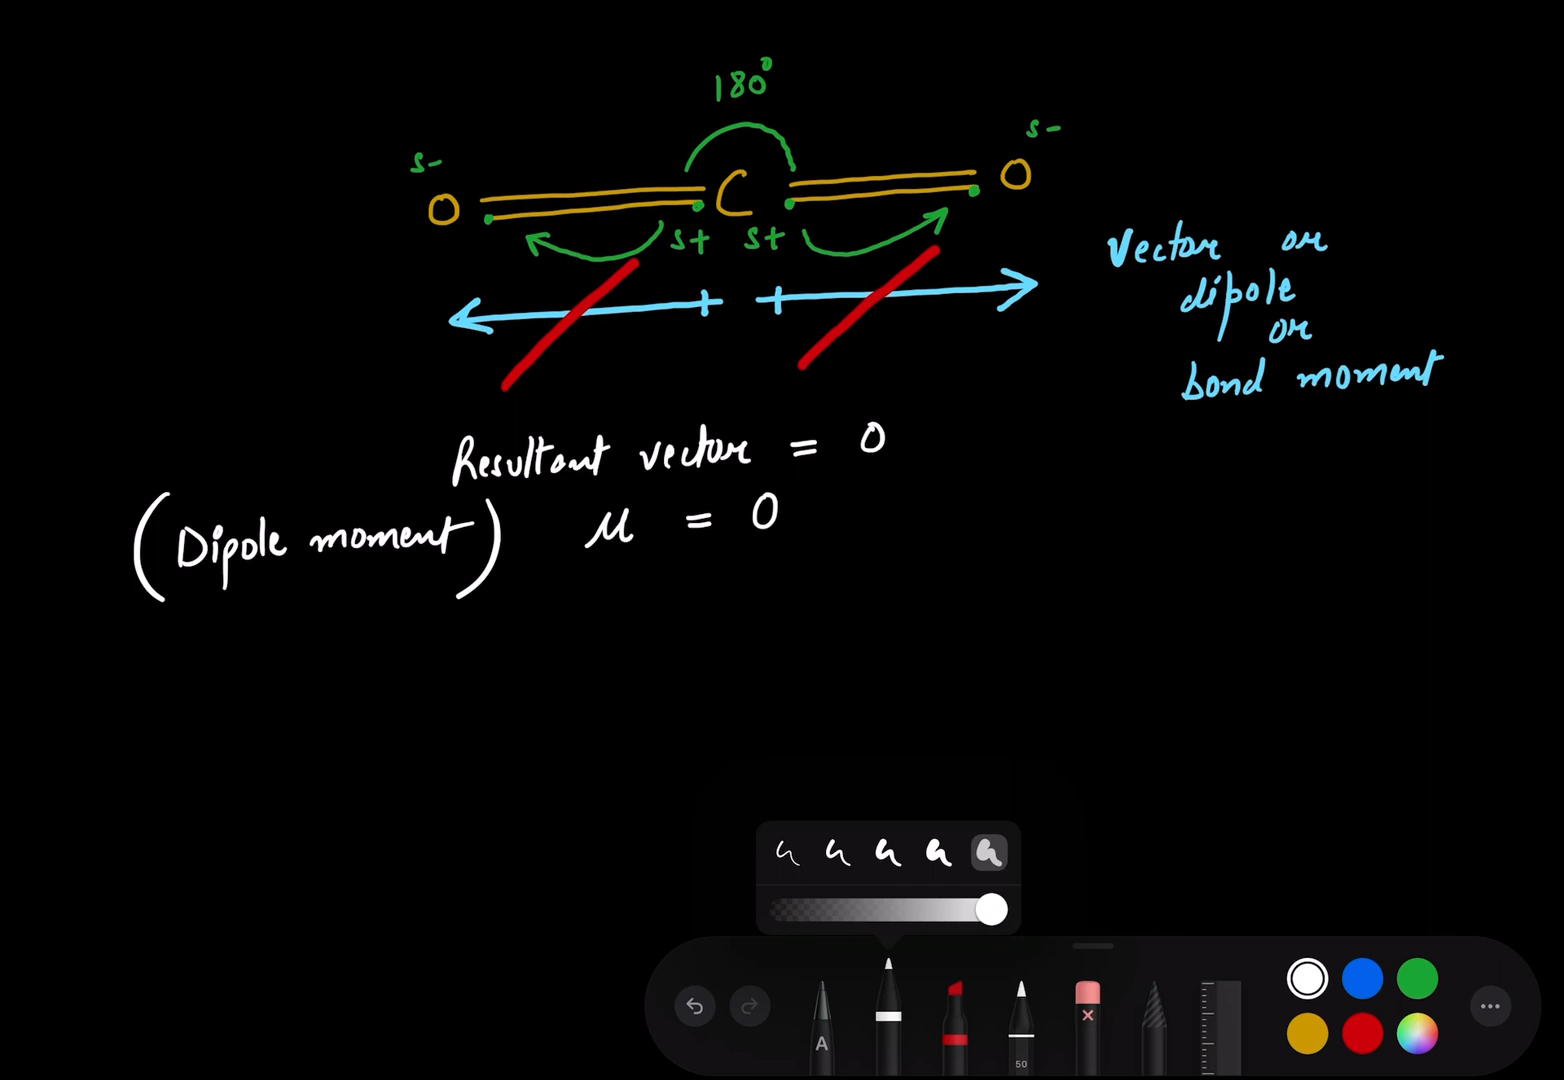 180°
δ- δ-
O = C = O
δ+ δ+
Vector or
dipole
or
bond moment
Resultant vector = 0
(Dipole moment) μ = 0
A
50